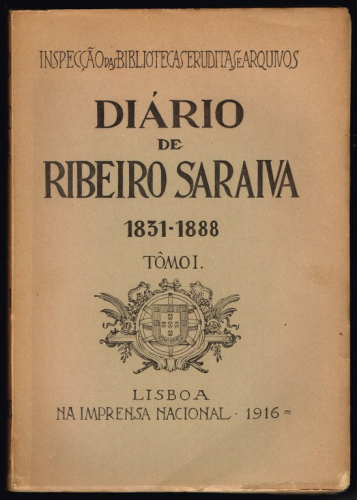 INSPECÇÃO DAS BIBLIOTECAS ERUDITAS E ARQUIVOS
DIÁRIO
DE
RIBEIRO SARAIVA
1831-1888
TÔMO I.
LISBOA
NA IMPRENSA NACIONAL · 1916=